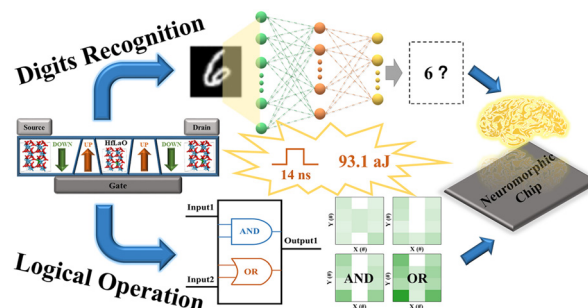 Digits Recognition
6 ?
Source
Drain
DOWN
UP
HfLaO
UP
DOWN
Gate
14 ns
93.1 aJ
Neuromorphic
Chip
Logical Operation
Input1
Input2
AND
OR
Output1
Y (#)
X (#)
Y (#)
AND
OR
X (#)
X (#)